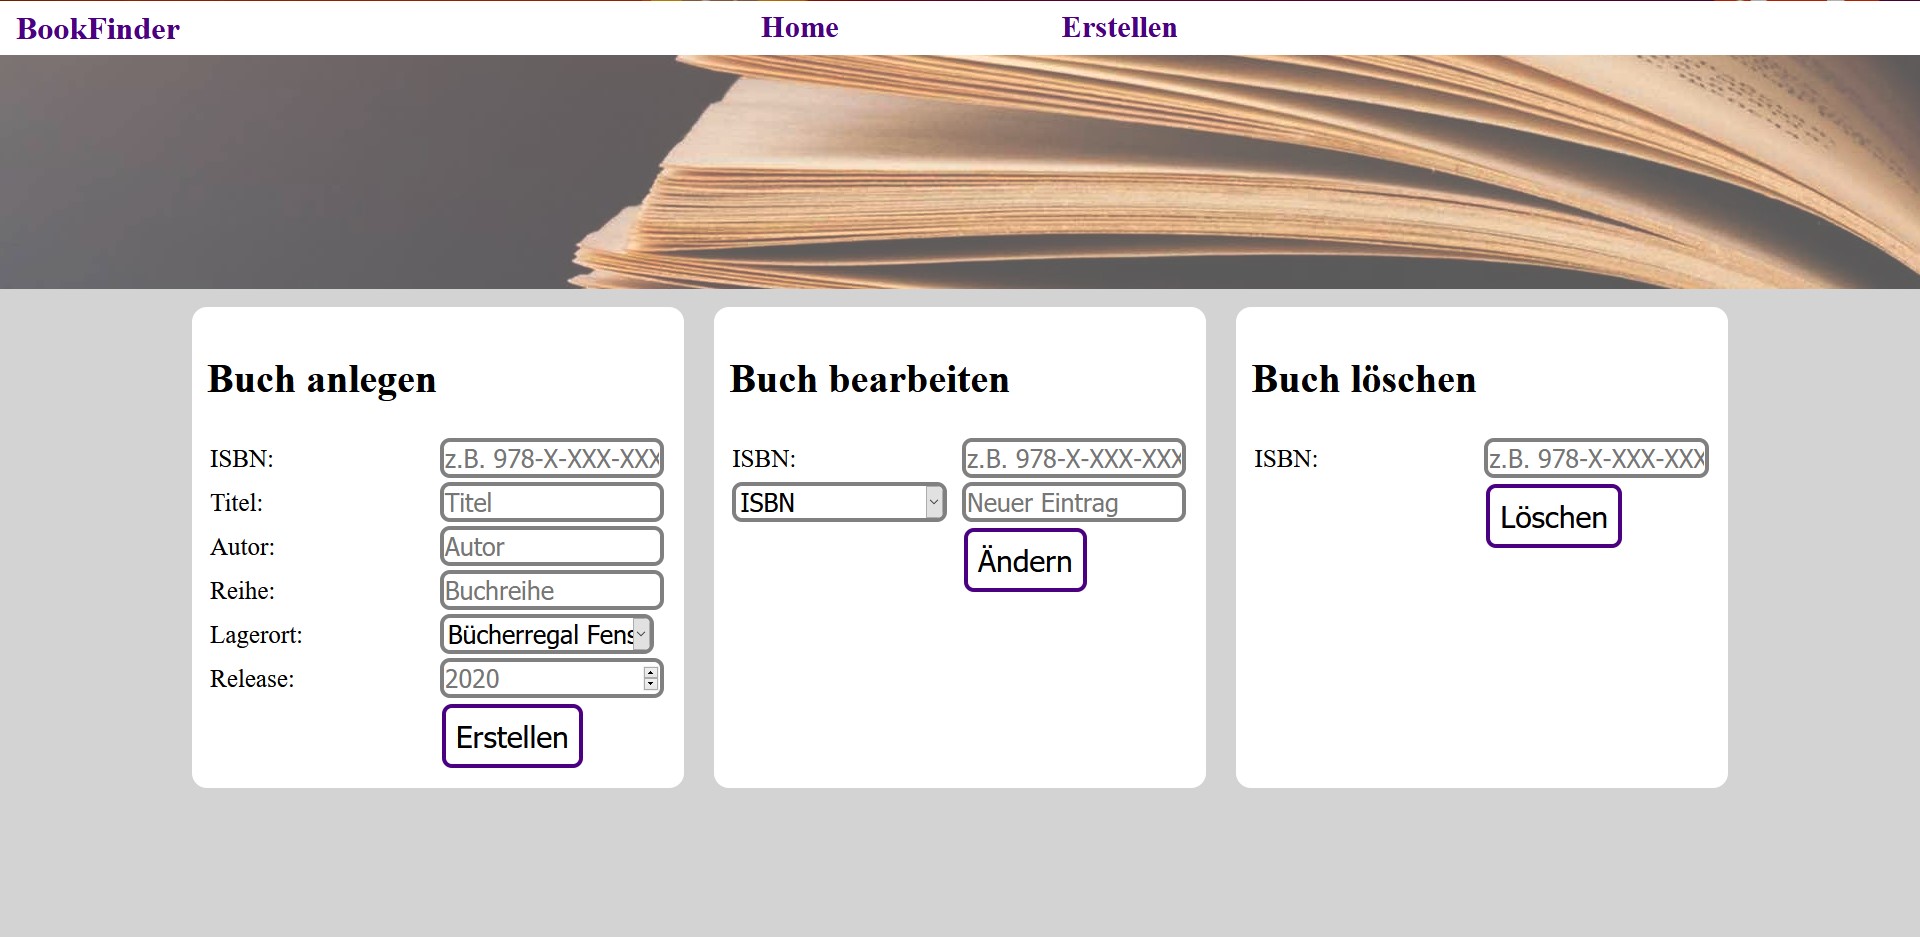 BookFinder Home Erstellen
Buch anlegen
ISBN: z.B. 978-X-XXX-XXX
Titel: Titel
Autor: Autor
Reihe: Buchreihe
Lagerort: Bücherregal Fens
Release: 2020
Erstellen
Buch bearbeiten
ISBN: z.B. 978-X-XXX-XXX
ISBN Neuer Eintrag
Ändern
Buch löschen
ISBN: z.B. 978-X-XXX-XXX
Löschen